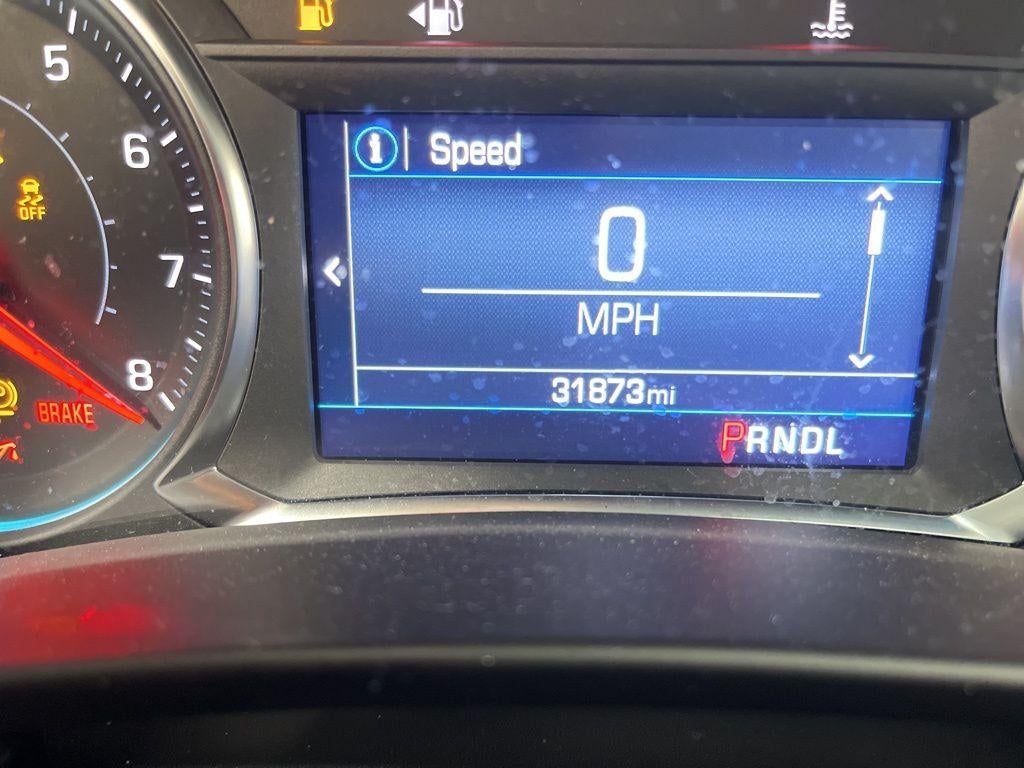 5
6
7
8
OFF
BRAKE
i Speed
0
MPH
31873mi
PRNDL